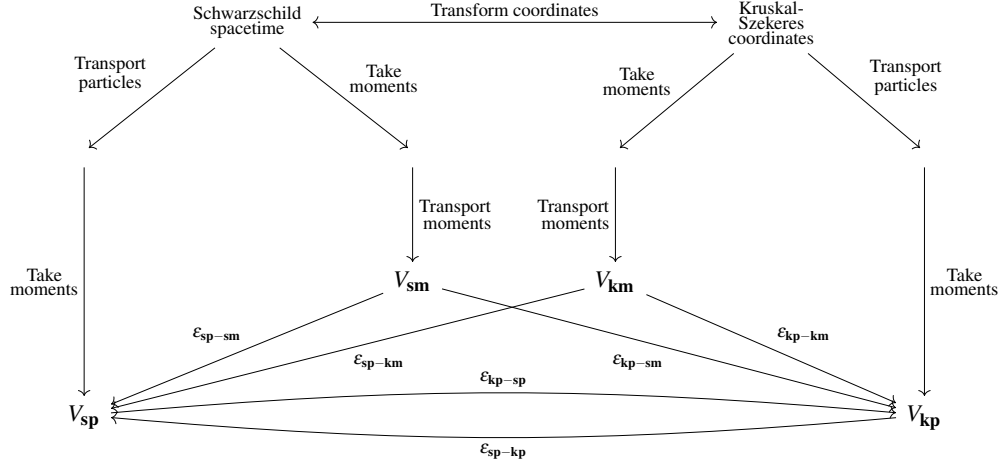 Schwarzschild
spacetime
Transform coordinates
Kruskal-
Szekeres
coordinates
Transport
particles
Take
moments
Take
moments
Transport
particles
Transport
moments
Transport
moments
Take
moments
Take
moments
V_sm
V_km
ε_sp−sm
ε_kp−km
ε_sp−km
ε_kp−sm
ε_kp−sp
V_sp
V_kp
ε_sp−kp